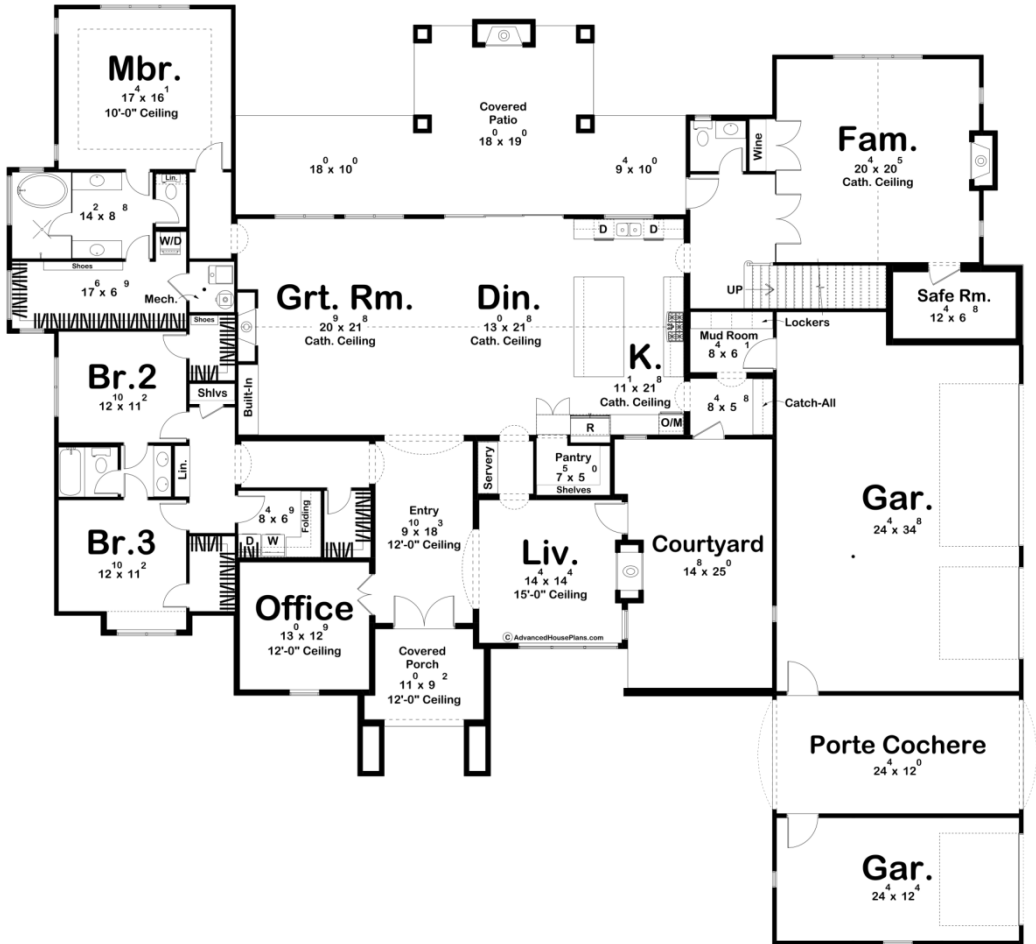 Mbr.
17⁴ x 16¹
10'-0" Ceiling
Covered
Patio
18⁰ x 19⁰
18⁰ x 10⁰
9⁴ x 10⁰
Wine
Fam.
20⁴ x 20⁵
Cath. Ceiling
Lin.
14² x 8⁸
W/D
Shoes
17⁶ x 6⁹
Mech.
Grt. Rm.
20⁹ x 21⁸
Cath. Ceiling
Din.
13⁰ x 21⁸
Cath. Ceiling
D
D
UP
Safe Rm.
12⁴ x 6⁸
Lockers
Mud Room
8⁴ x 6¹
Shoes
Br.2
12¹⁰ x 11²
Shlvs
Built-In
K.
11¹ x 21⁸
Cath. Ceiling
R
O/M
8⁴ x 5⁸
Catch-All
Lin.
Servery
Pantry
7⁵ x 5⁰
Shelves
Gar.
24⁴ x 34⁸
8⁴ x 6⁹
Folding
D
W
Entry
9¹⁰ x 18³
12'-0" Ceiling
Br.3
12¹⁰ x 11²
Liv.
14⁴ x 14⁴
15'-0" Ceiling
Courtyard
14⁸ x 25⁰
Office
13⁰ x 12⁹
12'-0" Ceiling
© AdvancedHousePlans.com
Covered
Porch
11⁰ x 9²
12'-0" Ceiling
Porte Cochere
24⁴ x 12⁰
Gar.
24⁴ x 12⁴